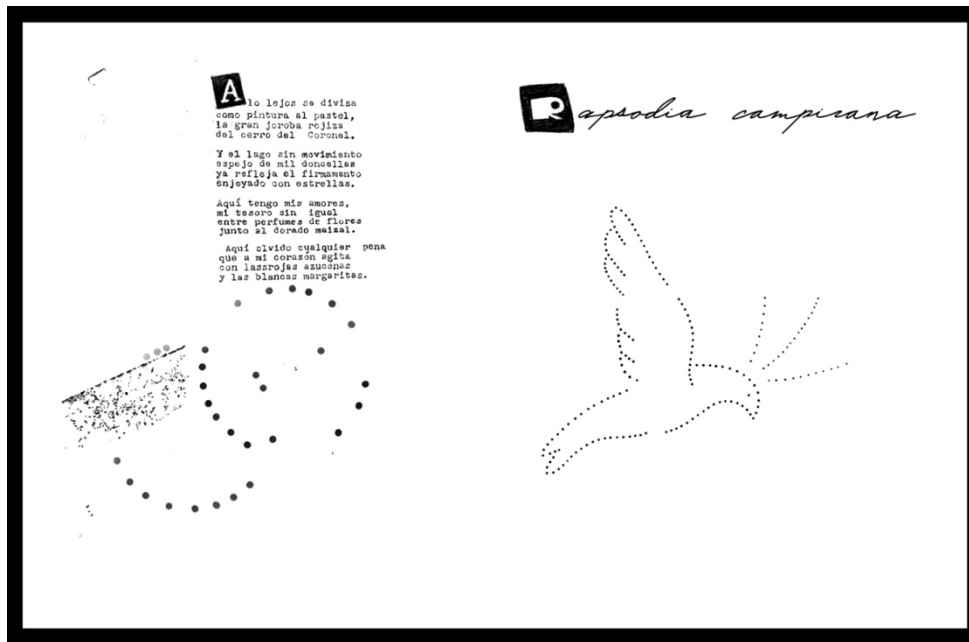 A lo lejos se divisa
como pintura al pastel,
la gran joroba rojiza
del cerro del Coronel.
Y el lago sin movimiento
espejo de mil doncellas
ya refleja el firmamento
enjoyado con estrellas.
Aquí tengo mis amores,
mi tesoro sin igual
entre perfumes de flores
junto al dorado maizal.
Aquí olvido cualquier pena
que a mi corazón agita
con lassrojas azucenas
y las blancas margaritas.
Rapsodia campirana